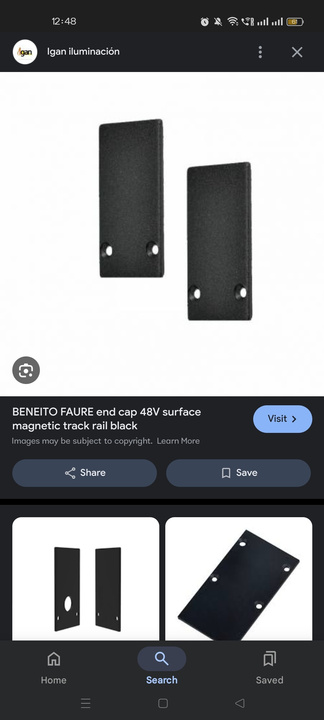 12:48
Igan
Igan iluminación
BENEITO FAURE end cap 48V surface
magnetic track rail black
Visit
Images may be subject to copyright. Learn More
Share
Save
Home
Search
Saved